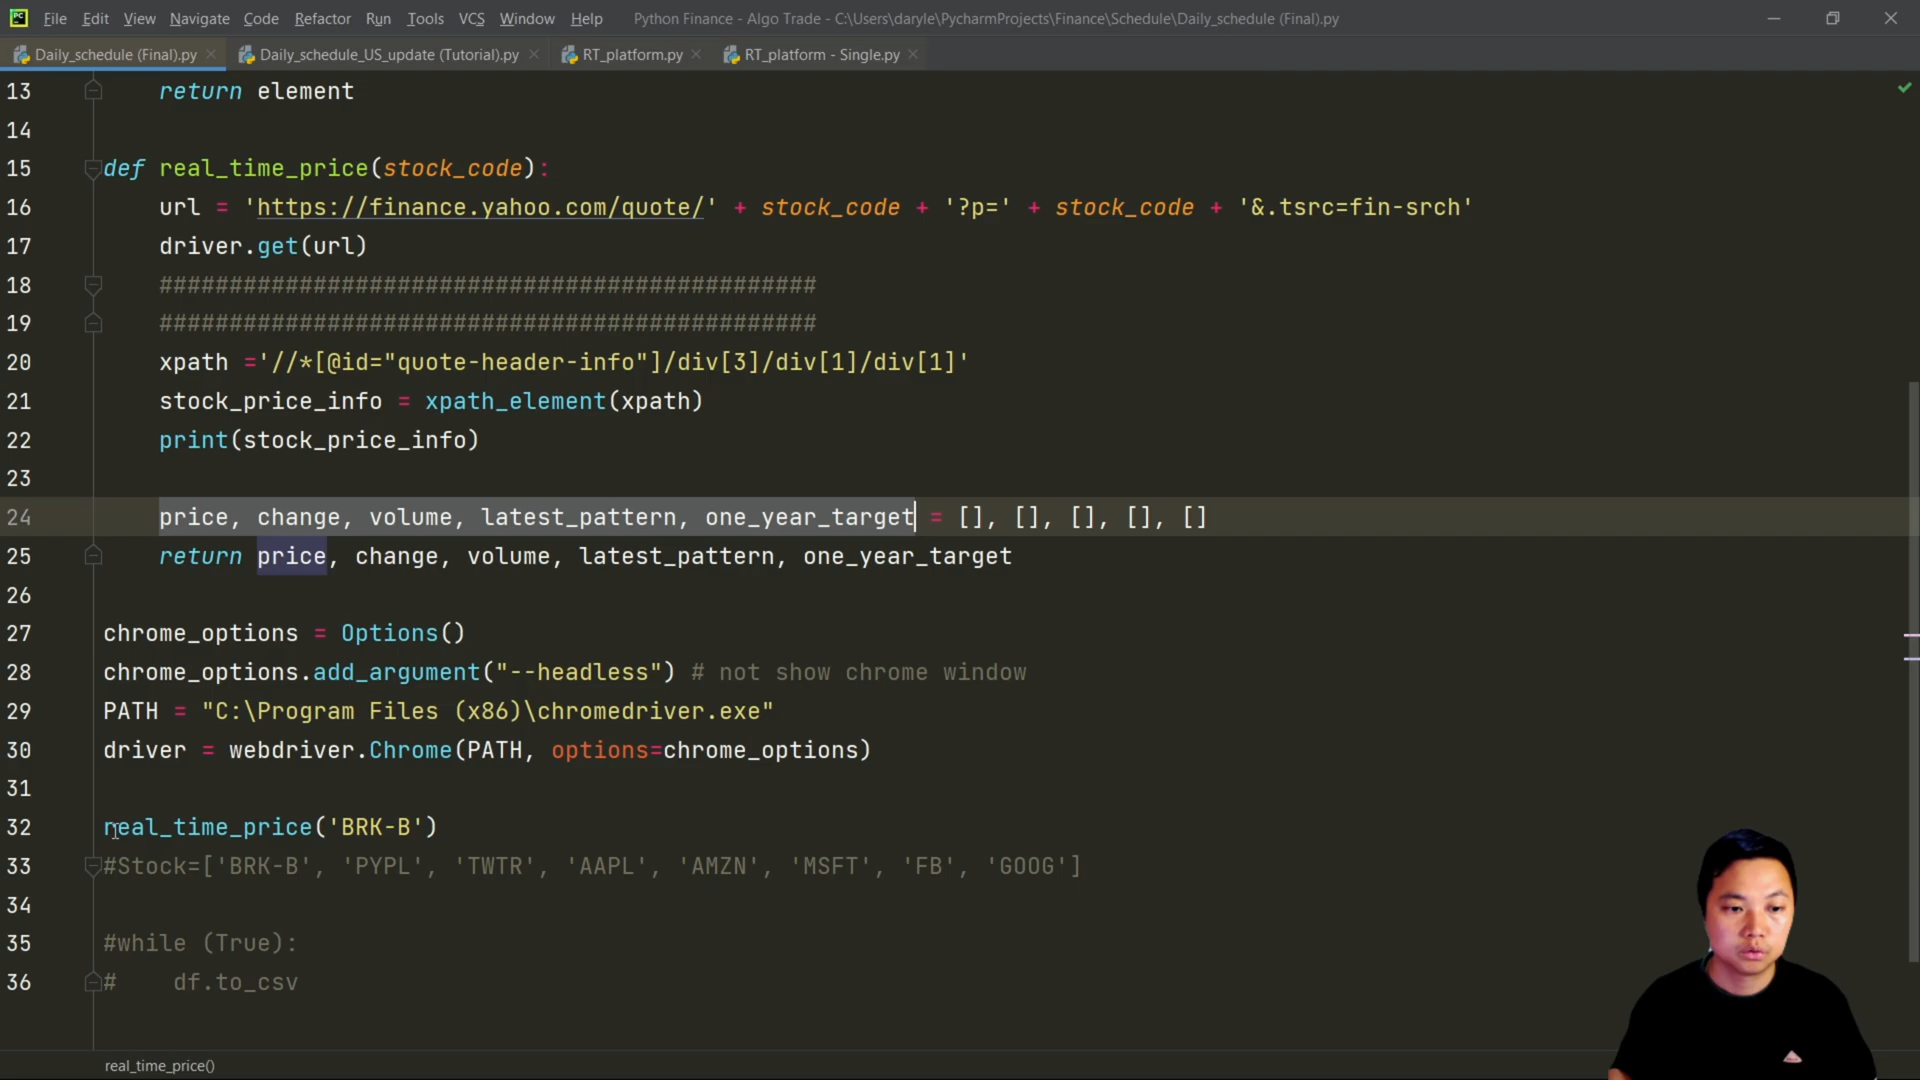 PC File Edit View Navigate Code Refactor Run Tools VCS Window Help Python Finance - Algo Trade - C:\Users\daryle\PycharmProjects\Finance\Schedule\Daily_schedule (Final).py
Daily_schedule (Final).py Daily_schedule_US_update (Tutorial).py RT_platform.py RT_platform - Single.py
13 return element
14
15 def real_time_price(stock_code):
16 url = 'https://finance.yahoo.com/quote/' + stock_code + '?p=' + stock_code + '&.tsrc=fin-srch'
17 driver.get(url)
18 ###############################################
19 ###############################################
20 xpath ='//*[@id="quote-header-info"]/div[3]/div[1]/div[1]'
21 stock_price_info = xpath_element(xpath)
22 print(stock_price_info)
23
24 price, change, volume, latest_pattern, one_year_target = [], [], [], [], []
25 return price, change, volume, latest_pattern, one_year_target
26
27 chrome_options = Options()
28 chrome_options.add_argument("--headless") # not show chrome window
29 PATH = "C:\Program Files (x86)\chromedriver.exe"
30 driver = webdriver.Chrome(PATH, options=chrome_options)
31
32 real_time_price('BRK-B')
33 #Stock=['BRK-B', 'PYPL', 'TWTR', 'AAPL', 'AMZN', 'MSFT', 'FB', 'GOOG']
34
35 #while (True):
36 # df.to_csv
real_time_price()